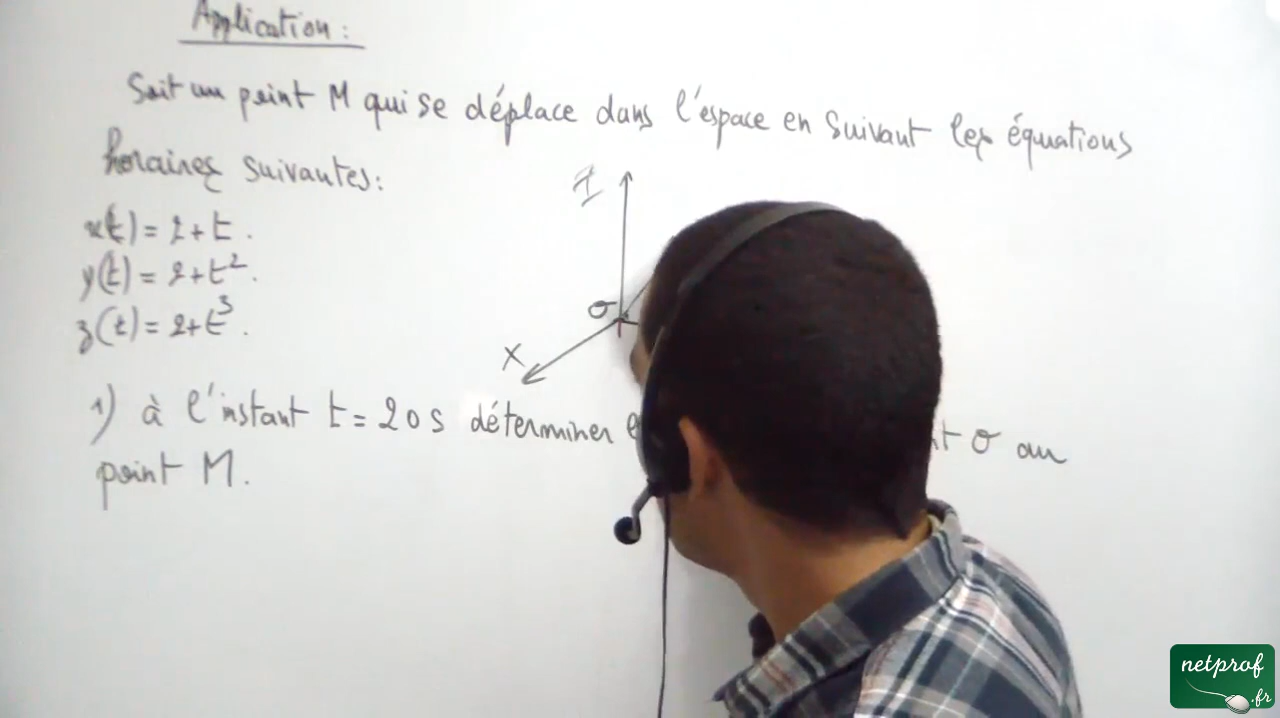 Application :
Soit un point M qui se déplace dans l'espace en suivant les équations
horaires suivantes:
x(t) = 2+t.
y(t) = 2+t².
z(t) = 2+t³.
Z
O
X
1) à l'instant t = 20 s déterminer O au
point M.
netprof
.fr